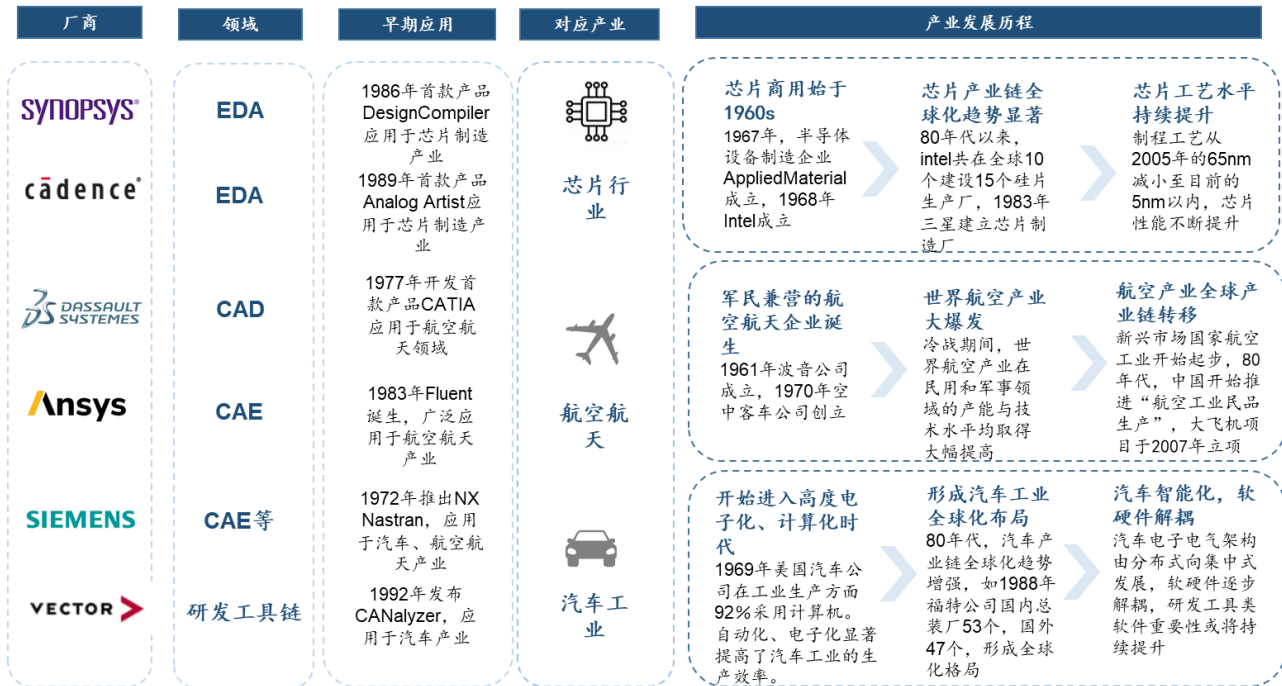 厂商
领域
早期应用
对应产业
产业发展历程
SYNOPSYS®
EDA
1986年首款产品
DesignCompiler
应用于芯片制造
产业
cādence®
EDA
1989年首款产品
Analog Artist应
用于芯片制造产
业
芯片行
业
芯片商用始于
1960s
1967年，半导体
设备制造企业
AppliedMaterial
成立，1968年
Intel成立
芯片产业链全
球化趋势显著
80年代以来，
intel共在全球10
个建设15个硅片
生产厂，1983年
三星建立芯片制
造厂
芯片工艺水平
持续提升
制程工艺从
2005年的65nm
减小至目前的
5nm以内，芯片
性能不断提升
DASSAULT
SYSTEMES
CAD
1977年开发首
款产品CATIA
应用于航空航
天领域
Ansys
CAE
1983年Fluent
诞生，广泛应
用于航空航天
产业
航空航
天
军民兼营的航
空航天企业诞
生
1961年波音公司
成立，1970年空
中客车公司创立
世界航空产业
大爆发
冷战期间，世
界航空产业在
民用和军事领
域的产能与技
术水平均取得
大幅提高
航空产业全球产
业链转移
新兴市场国家航空
工业开始起步，80
年代，中国开始推
进“航空工业民品
生产”，大飞机项
目于2007年立项
SIEMENS
CAE等
1972年推出NX
Nastran，应用
于汽车、航空航
天产业
VECTOR
研发工具链
1992年发布
CANalyzer，应
用于汽车产业
汽车工
业
开始进入高度电
子化、计算化时
代
1969年美国汽车公
司在工业生产方面
92%采用计算机。
自动化、电子化显著
提高了汽车工业的生
产效率。
形成汽车工业
全球化布局
80年代，汽车产
业链全球化趋势
增强，如1988年
福特公司国内总
装厂53个，国外
47个，形成全球
化格局
汽车智能化，软
硬件解耦
汽车电子电气架构
由分布式向集中式
发展，软硬件逐步
解耦，研发工具类
软件重要性或将持
续提升